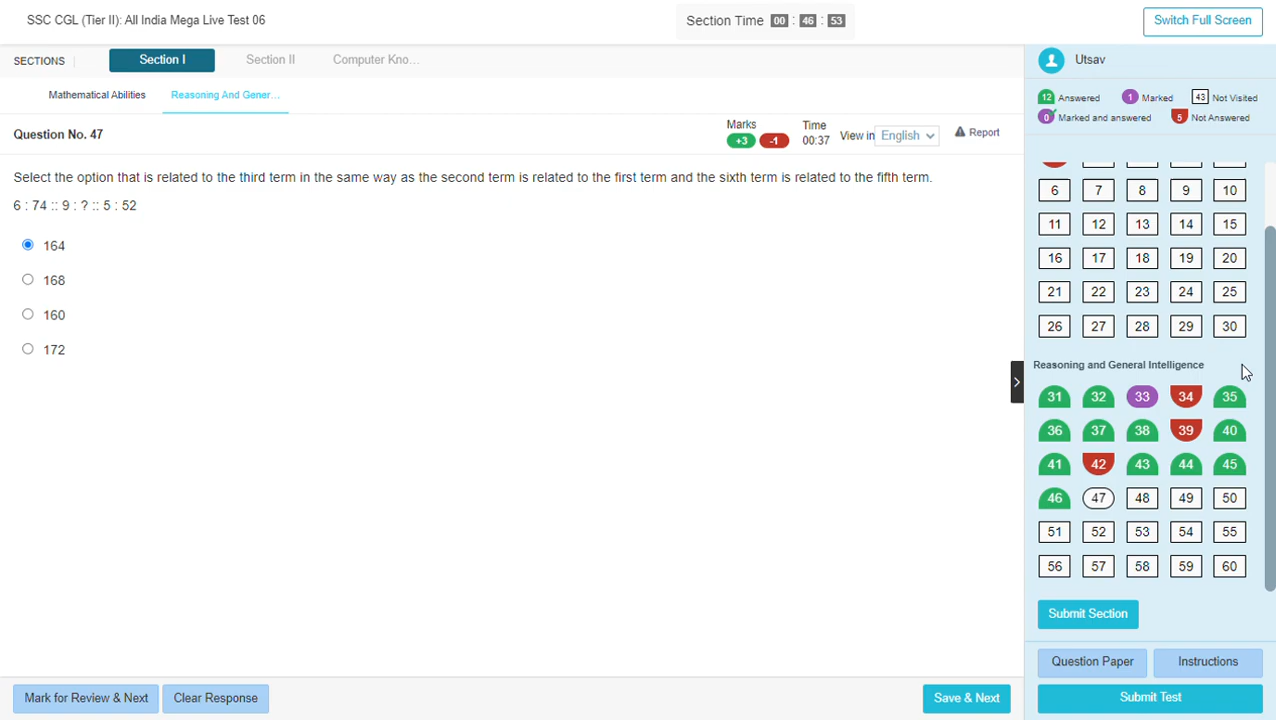 SSC CGL (Tier II): All India Mega Live Test 06
Section Time 00 : 46 : 53
Switch Full Screen
SECTIONS
Section I
Section II
Computer Kno...
Utsav
Mathematical Abilities
Reasoning And Gener...
12 Answered
1 Marked
43 Not Visited
0 Marked and answered
5 Not Answered
Question No. 47
Marks
+3 -1
Time
00:37
View in English
Report
Select the option that is related to the third term in the same way as the second term is related to the first term and the sixth term is related to the fifth term.
6 : 74 :: 9 : ? :: 5 : 52
164
168
160
172
6 7 8 9 10
11 12 13 14 15
16 17 18 19 20
21 22 23 24 25
26 27 28 29 30
Reasoning and General Intelligence
31 32 33 34 35
36 37 38 39 40
41 42 43 44 45
46 47 48 49 50
51 52 53 54 55
56 57 58 59 60
Submit Section
Question Paper
Instructions
Mark for Review & Next
Clear Response
Save & Next
Submit Test